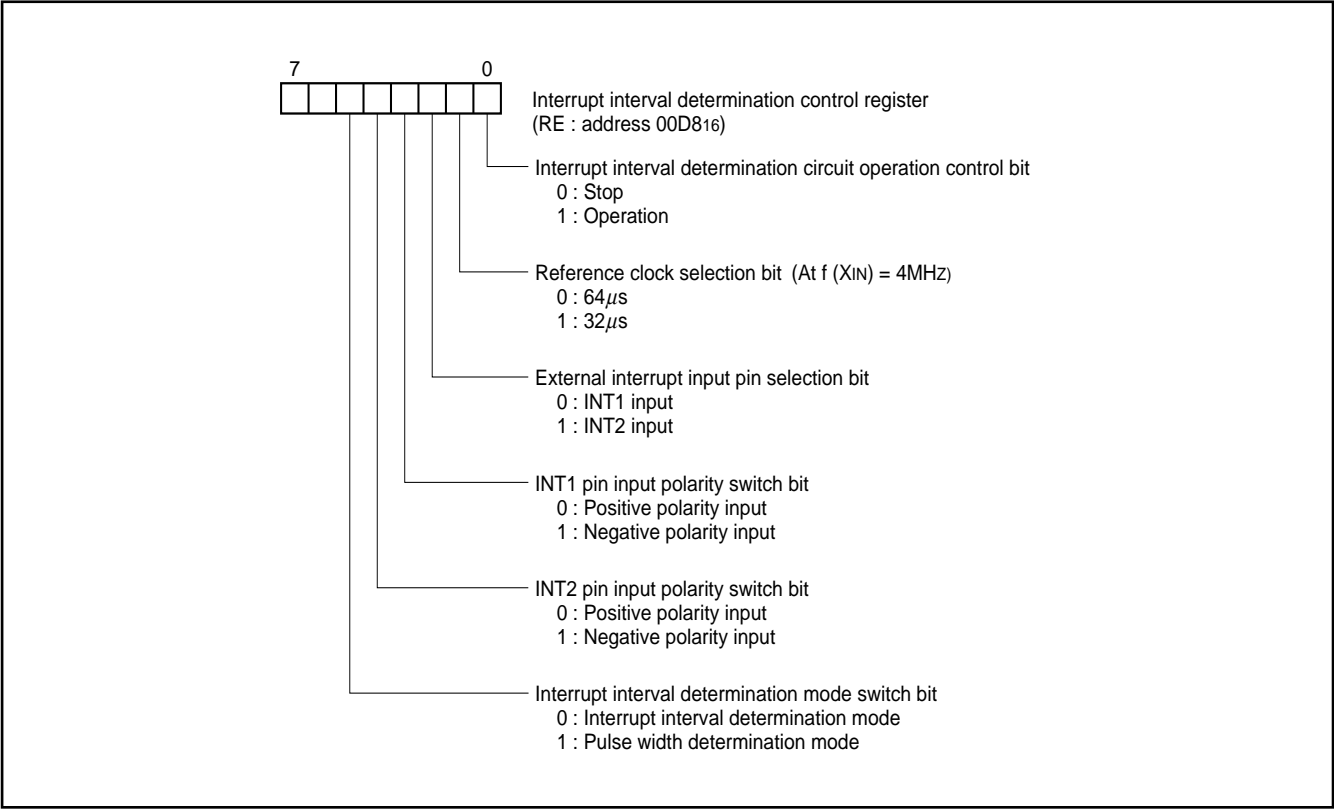 7 0
Interrupt interval determination control register
(RE : address 00D816)
Interrupt interval determination circuit operation control bit
0 : Stop
1 : Operation
Reference clock selection bit (At f (XIN) = 4MHZ)
0 : 64μs
1 : 32μs
External interrupt input pin selection bit
0 : INT1 input
1 : INT2 input
INT1 pin input polarity switch bit
0 : Positive polarity input
1 : Negative polarity input
INT2 pin input polarity switch bit
0 : Positive polarity input
1 : Negative polarity input
Interrupt interval determination mode switch bit
0 : Interrupt interval determination mode
1 : Pulse width determination mode